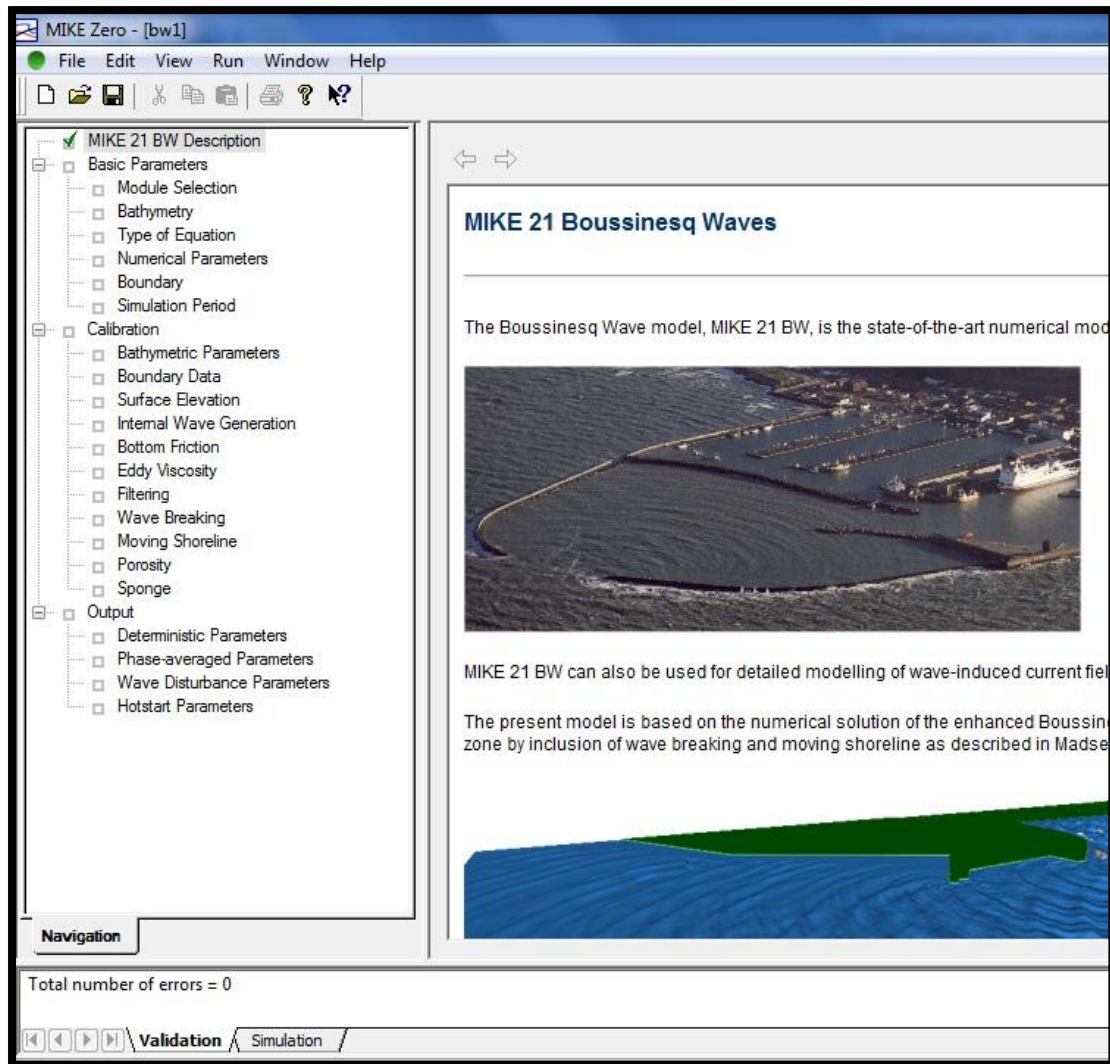 MIKE Zero - [bw1]
File Edit View Run Window Help
MIKE 21 BW Description
Basic Parameters
Module Selection
Bathymetry
Type of Equation
Numerical Parameters
Boundary
Simulation Period
Calibration
Bathymetric Parameters
Boundary Data
Surface Elevation
Internal Wave Generation
Bottom Friction
Eddy Viscosity
Filtering
Wave Breaking
Moving Shoreline
Porosity
Sponge
Output
Deterministic Parameters
Phase-averaged Parameters
Wave Disturbance Parameters
Hotstart Parameters
Navigation
MIKE 21 Boussinesq Waves
The Boussinesq Wave model, MIKE 21 BW, is the state-of-the-art numerical mod
MIKE 21 BW can also be used for detailed modelling of wave-induced current fiel
The present model is based on the numerical solution of the enhanced Boussin
zone by inclusion of wave breaking and moving shoreline as described in Madse
Total number of errors = 0
Validation Simulation